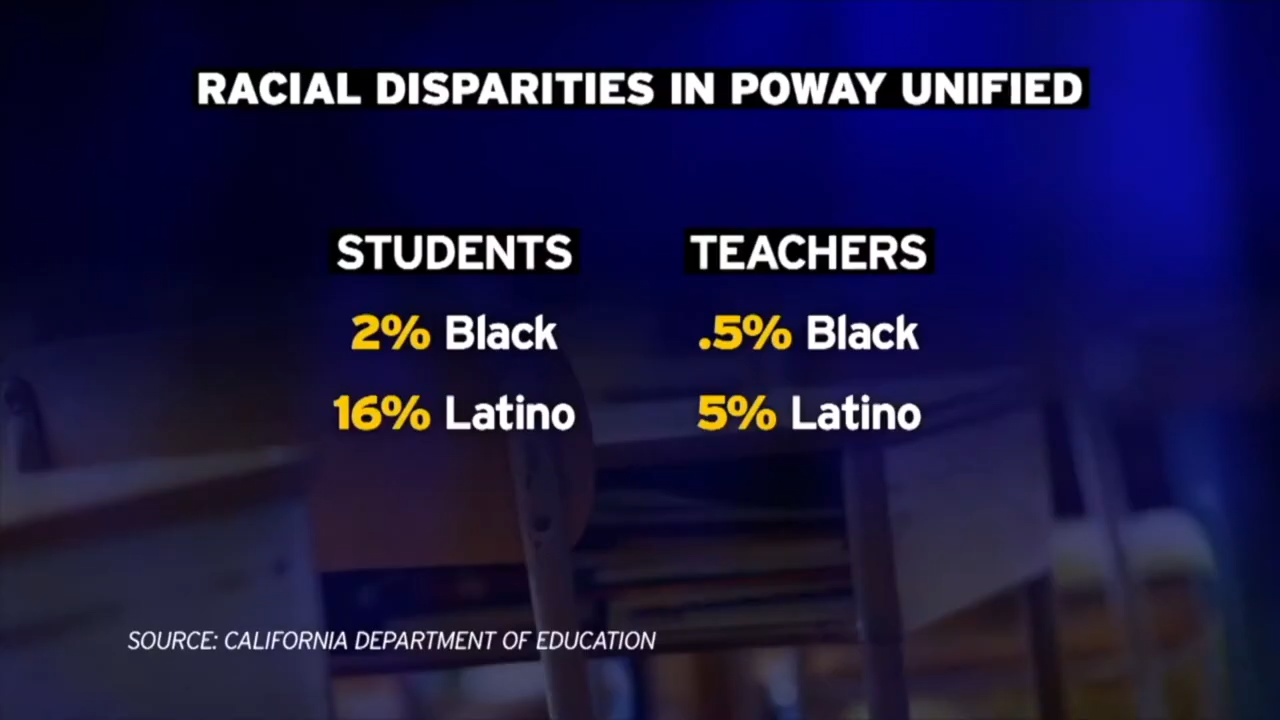 RACIAL DISPARITIES IN POWAY UNIFIED
STUDENTS
2% Black
16% Latino
TEACHERS
.5% Black
5% Latino
SOURCE: CALIFORNIA DEPARTMENT OF EDUCATION